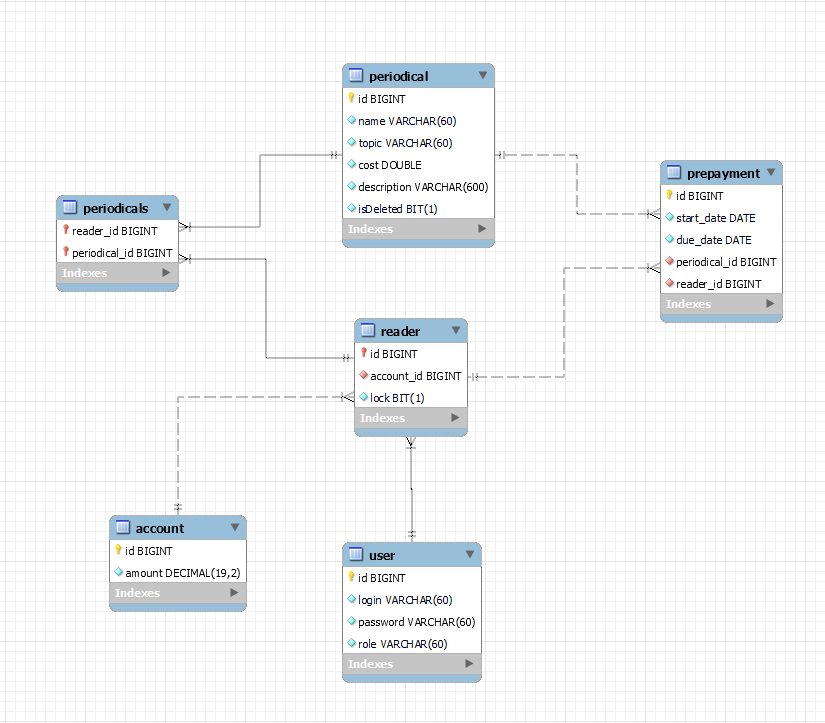 periodical
id BIGINT
name VARCHAR(60)
topic VARCHAR(60)
cost DOUBLE
description VARCHAR(600)
isDeleted BIT(1)
Indexes
prepayment
id BIGINT
start_date DATE
due_date DATE
periodical_id BIGINT
reader_id BIGINT
Indexes
periodicals
reader_id BIGINT
periodical_id BIGINT
Indexes
reader
id BIGINT
account_id BIGINT
lock BIT(1)
Indexes
account
id BIGINT
amount DECIMAL(19,2)
Indexes
user
id BIGINT
login VARCHAR(60)
password VARCHAR(60)
role VARCHAR(60)
Indexes